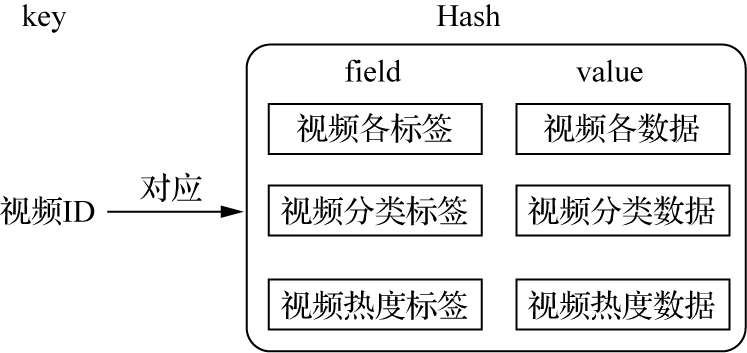 key Hash
field value
视频各标签 视频各数据
对应
视频ID 视频分类标签 视频分类数据
视频热度标签 视频热度数据